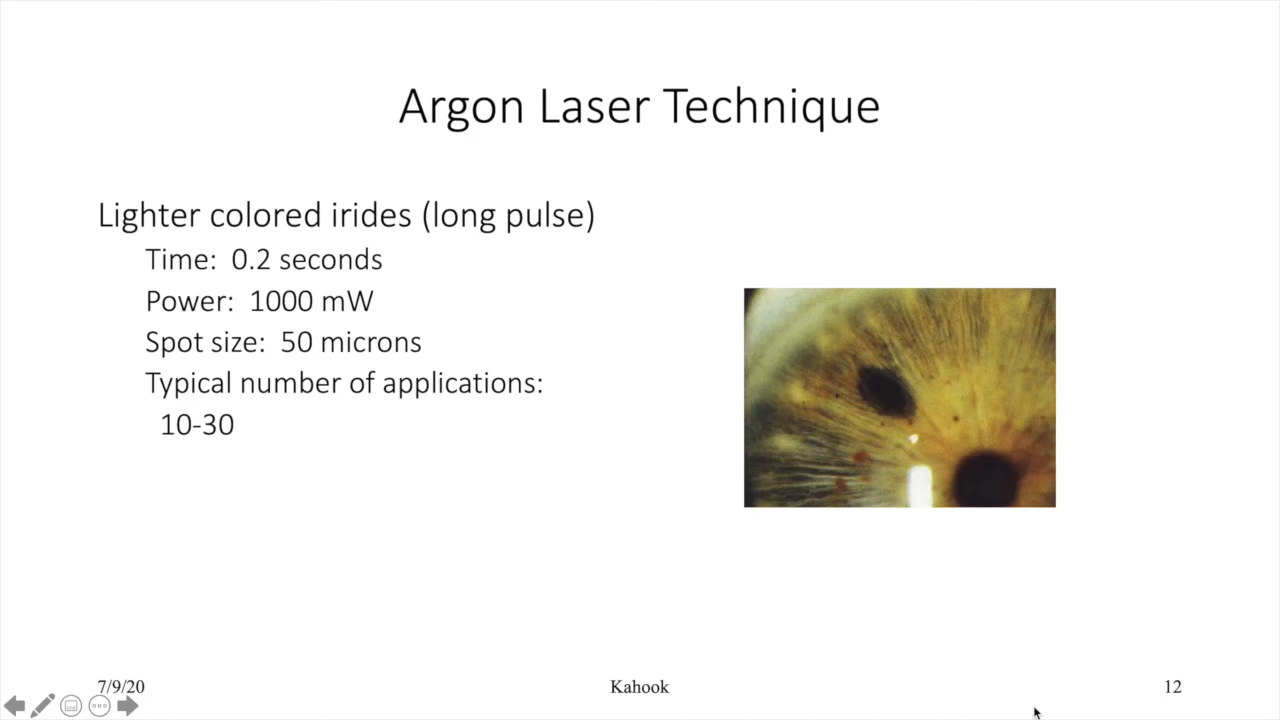 Argon Laser Technique
Lighter colored irides (long pulse)
Time: 0.2 seconds
Power: 1000 mW
Spot size: 50 microns
Typical number of applications:
10-30
7/9/20
Kahook
12